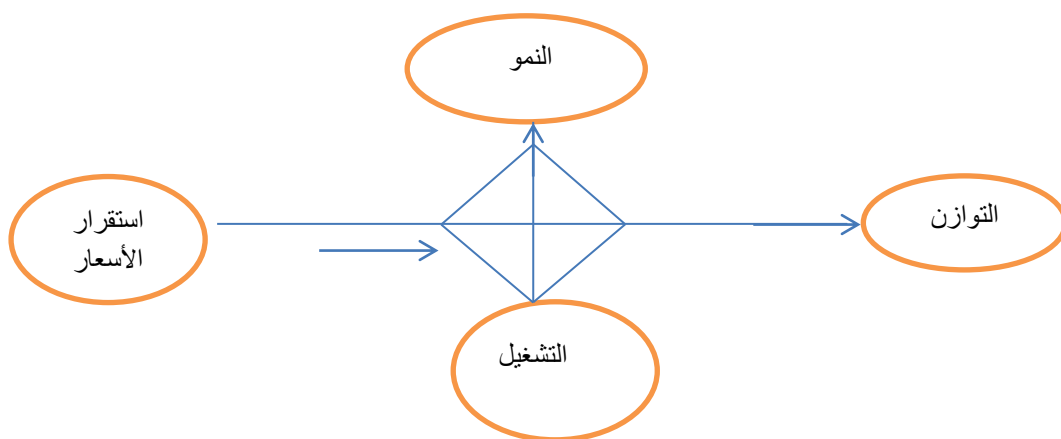 النمو
استقرار
الأسعار
التوازن
التشغيل